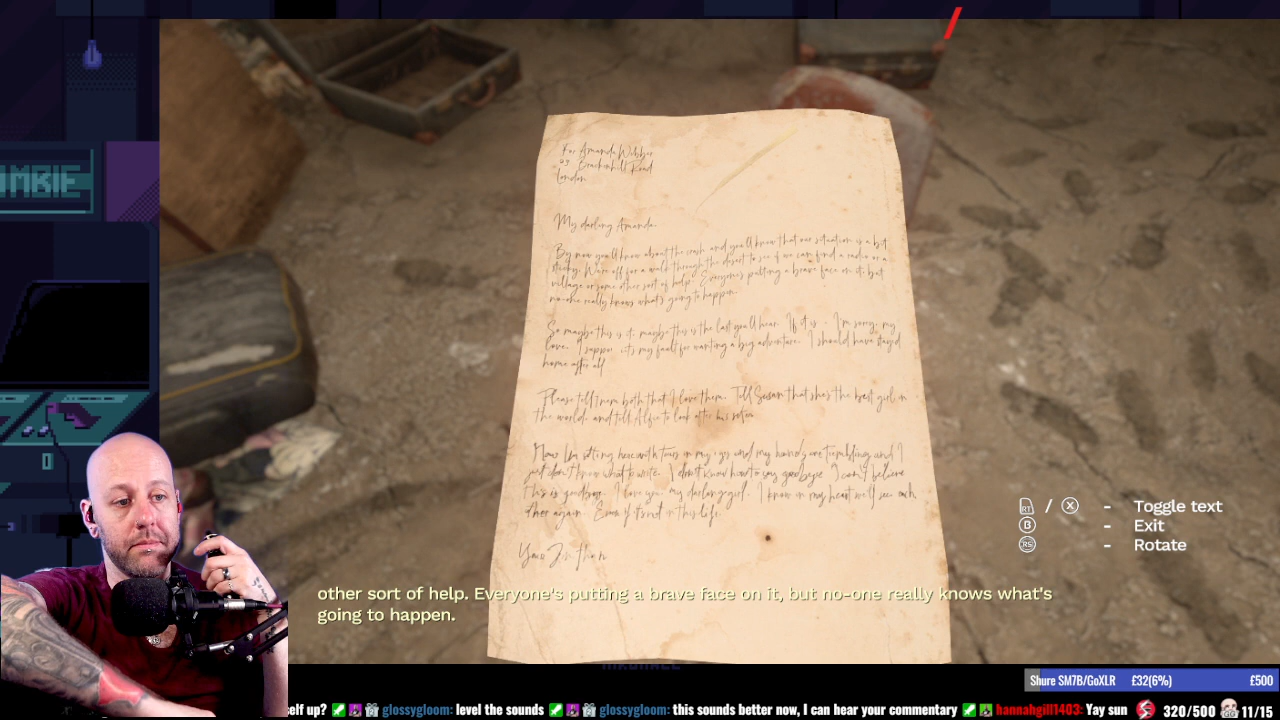 MBIE
For Amanda Webber
Brackenhill Road
London
My darling Amanda.
By now you'll know about the crash and you'll know that our situation is a bit
sticky. We're off for a walk through the desert to see if we can find a radio or a
village or some other sort of help. Everyone's putting a brave face on it but
no-one really knows what's going to happen.
So maybe this is it, maybe this is the last you'll hear. If it is... I'm sorry, my
love. I suppose it's my fault for wanting a big adventure. I should have stayed
home after all
Please tell them both that I love them. Tell Susan that she's the best girl in
the world and tell Alfie to look after his sister
Now I'm sitting here with tears in my eyes and my hands are trembling and I
just don't know what to write. I don't know how to say goodbye. I can't believe
this is goodbye. I love you, my darling girl. I know in my heart we'll see each
other again. Even if it's not in this life.
Your Jonathan
RT / X - Toggle text
B - Exit
RS - Rotate
other sort of help. Everyone's putting a brave face on it, but no-one really knows what's
going to happen.
Shure SM7B/GoXLR £32(6%) £500
self up? glossygloom: level the sounds glossygloom: this sounds better now, I can hear your commentary hannahgill1403: Yay sun 320/500 11/15